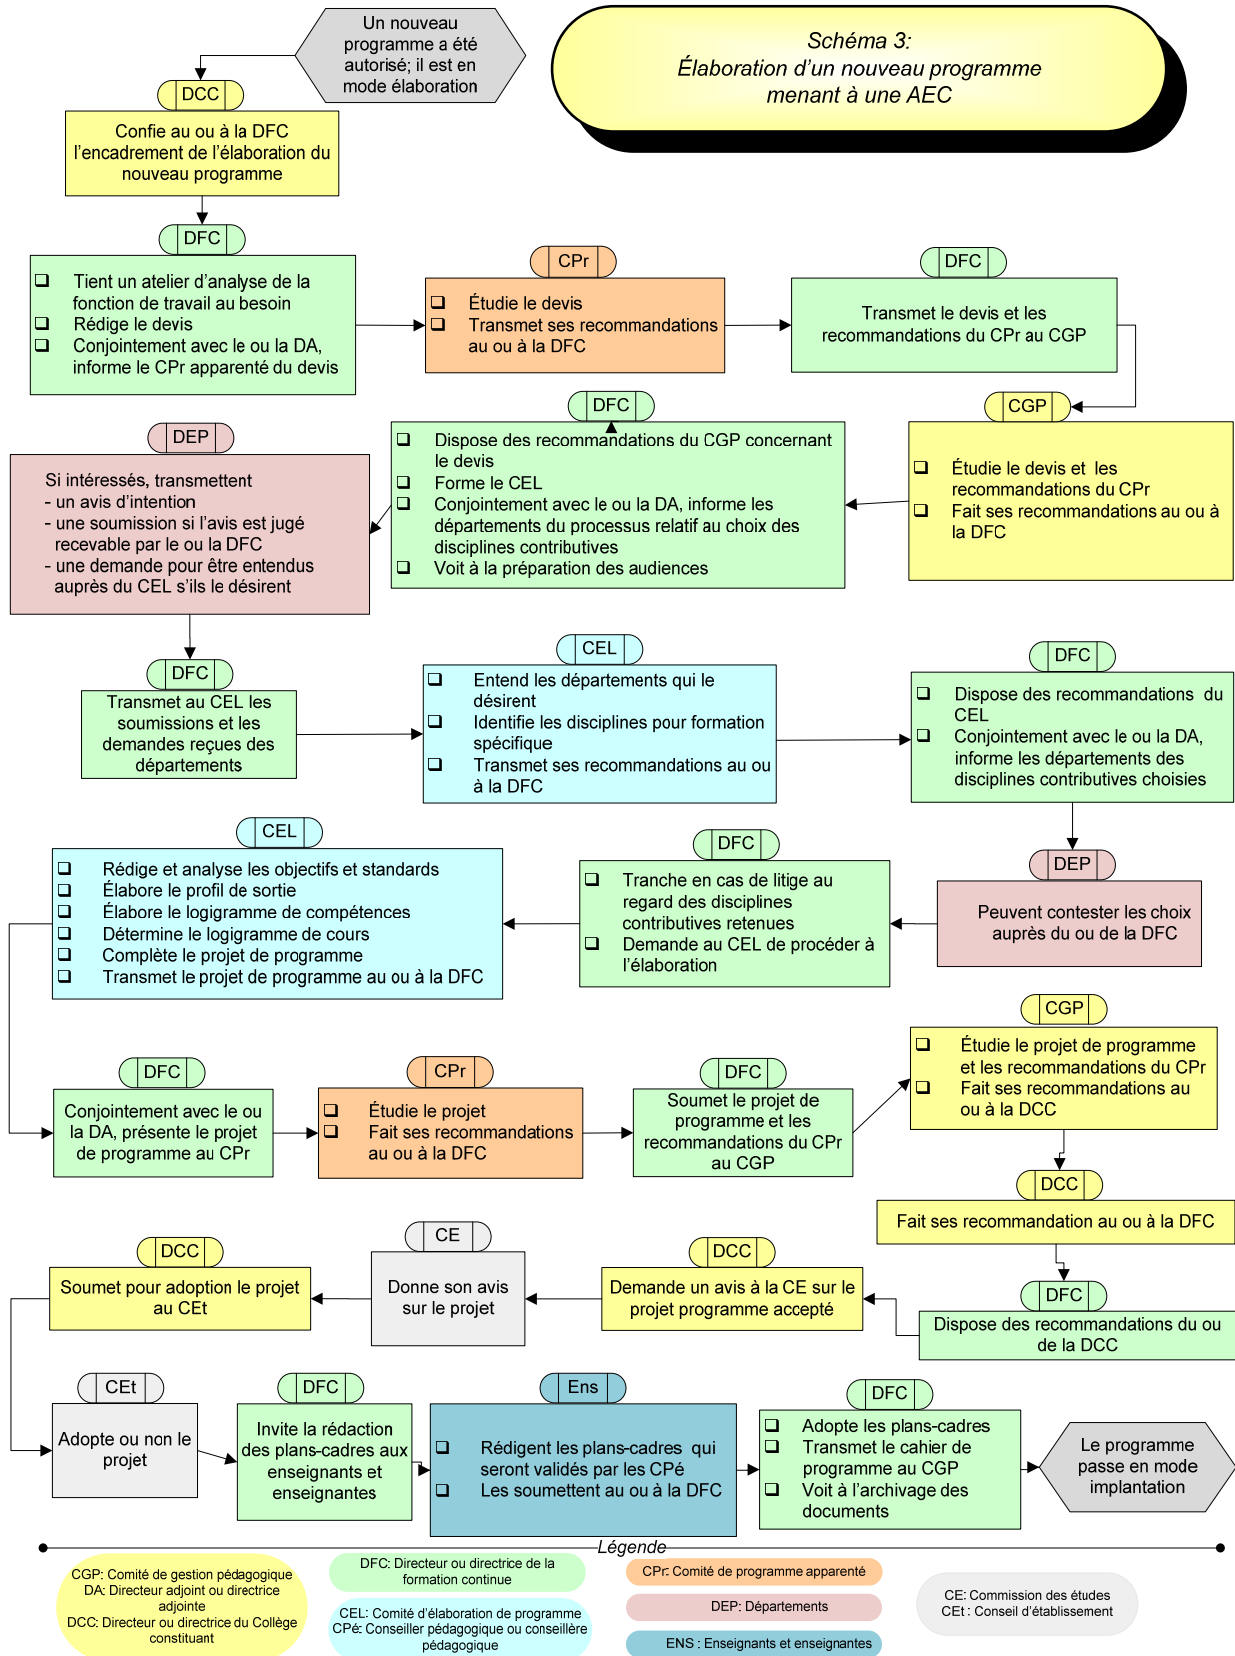 Un nouveau
programme a été
autorisé; il est en
mode élaboration
Schéma 3:
Élaboration d'un nouveau programme
menant à une AEC
DCC
Confie au ou à la DFC
l'encadrement de l'élaboration du
nouveau programme
DFC
❑ Tient un atelier d'analyse de la
fonction de travail au besoin
❑ Rédige le devis
❑ Conjointement avec le ou la DA,
informe le CPr apparenté du devis
CPr
❑ Étudie le devis
❑ Transmet ses recommandations
au ou à la DFC
DFC
Transmet le devis et les
recommandations du CPr au CGP
CGP
❑ Étudie le devis et les
recommandations du CPr
❑ Fait ses recommandations au ou à
la DFC
DFC
❑ Dispose des recommandations du CGP concernant
le devis
❑ Forme le CEL
❑ Conjointement avec le ou la DA, informe les
départements du processus relatif au choix des
disciplines contributives
❑ Voit à la préparation des audiences
DEP
Si intéressés, transmettent
- un avis d'intention
- une soumission si l'avis est jugé
recevable par le ou la DFC
- une demande pour être entendus
auprès du CEL s'ils le désirent
DFC
Transmet au CEL les
soumissions et les
demandes reçues des
départements
CEL
❑ Entend les départements qui le
désirent
❑ Identifie les disciplines pour formation
spécifique
❑ Transmet ses recommandations au ou
à la DFC
DFC
❑ Dispose des recommandations du
CEL
❑ Conjointement avec le ou la DA,
informe les départements des
disciplines contributives choisies
DEP
Peuvent contester les choix
auprès du ou de la DFC
DFC
❑ Tranche en cas de litige au
regard des disciplines
contributives retenues
❑ Demande au CEL de procéder à
l'élaboration
CEL
❑ Rédige et analyse les objectifs et standards
❑ Élabore le profil de sortie
❑ Élabore le logigramme de compétences
❑ Détermine le logigramme de cours
❑ Complète le projet de programme
❑ Transmet le projet de programme au ou à la DFC
DFC
Conjointement avec le ou
la DA, présente le projet
de programme au CPr
CPr
❑ Étudie le projet
❑ Fait ses recommandations
au ou à la DFC
DFC
Soumet le projet de
programme et les
recommandations du CPr
au CGP
CGP
❑ Étudie le projet de programme
et les recommandations du CPr
❑ Fait ses recommandations au
ou à la DCC
DCC
Fait ses recommandation au ou à la DFC
DFC
Dispose des recommandations du ou
de la DCC
DCC
Demande un avis à la CE sur le
projet programme accepté
CE
Donne son avis
sur le projet
DCC
Soumet pour adoption le projet
au CEt
CEt
Adopte ou non le
projet
DFC
Invite la rédaction
des plans-cadres aux
enseignants et
enseignantes
Ens
❑ Rédigent les plans-cadres qui
seront validés par les CPé
❑ Les soumettent au ou à la DFC
DFC
❑ Adopte les plans-cadres
❑ Transmet le cahier de
programme au CGP
❑ Voit à l'archivage des
documents
Le programme
passe en mode
implantation
Légende
CGP: Comité de gestion pédagogique
DA: Directeur adjoint ou directrice
adjointe
DCC: Directeur ou directrice du Collège
constituant
DFC: Directeur ou directrice de la
formation continue
CEL: Comité d'élaboration de programme
CPé: Conseiller pédagogique ou conseillère
pédagogique
CPr: Comité de programme apparenté
DEP: Départements
ENS : Enseignants et enseignantes
CE: Commission des études
CEt : Conseil d'établissement